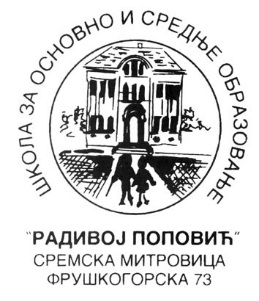 ШКОЛА ЗА ОСНОВНО И СРЕДЊЕ ОБРАЗОВАЊЕ
"РАДИВОЈ ПОПОВИЋ"
СРЕМСКА МИТРОВИЦА
ФРУШКОГОРСКА 73